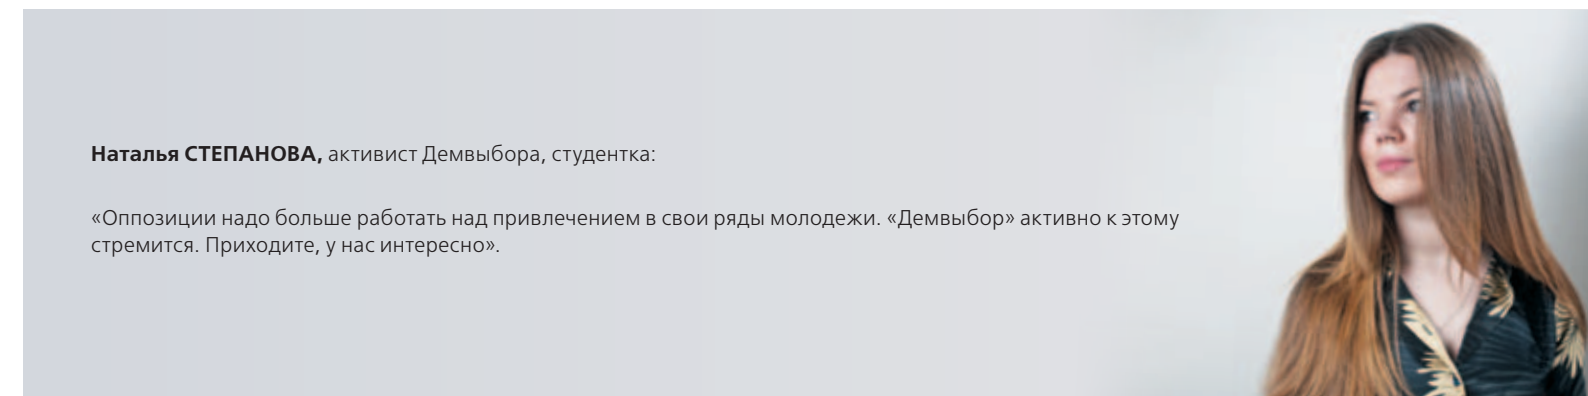 Наталья СТЕПАНОВА, активист Демвыбора, студентка:
«Оппозиции надо больше работать над привлечением в свои ряды молодежи. «Демвыбор» активно к этому
стремится. Приходите, у нас интересно».